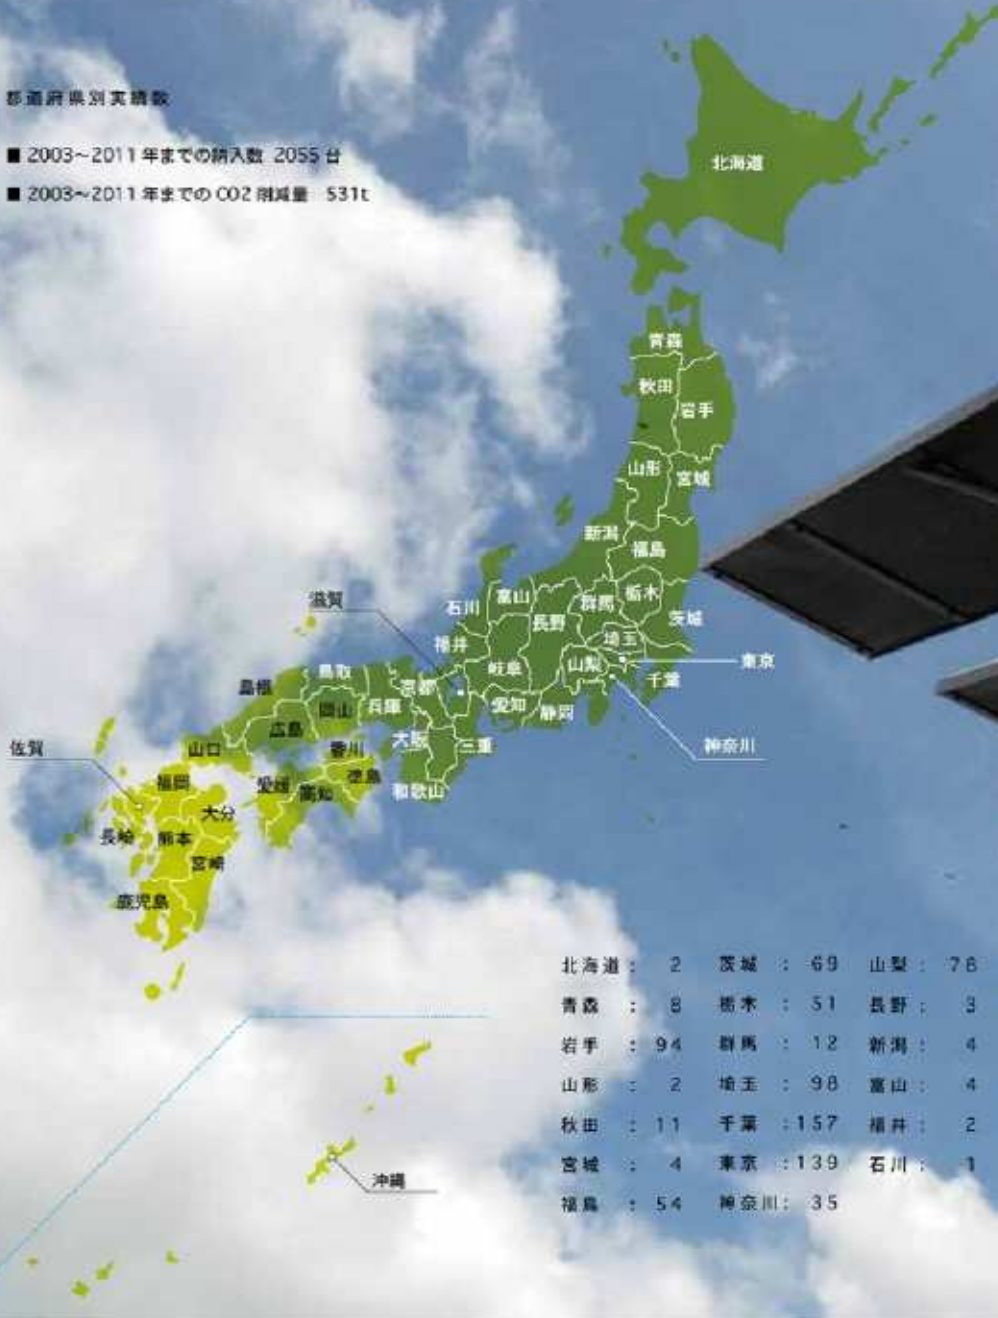 都道府県別実績数
■ 2003～2011 年までの納入数 2055 台
■ 2003～2011 年までの CO2 削減量 531t
北海道
青森
秋田
岩手
山形
宮城
新潟
福島
石川
富山
群馬
栃木
長野
茨城
滋賀
福井
埼玉
岐阜
山梨
東京
千葉
島根
鳥取
兵庫
京都
愛知
静岡
岡山
広島
大阪
三重
神奈川
佐賀
山口
香川
徳島
福岡
愛媛
高知
和歌山
大分
長崎
熊本
宮崎
鹿児島
沖縄
北海道 : 2 茨城 : 69 山梨 : 78
青森 : 8 栃木 : 51 長野 : 3
岩手 : 94 群馬 : 12 新潟 : 4
山形 : 2 埼玉 : 98 富山 : 4
秋田 : 11 千葉 : 157 福井 : 2
宮城 : 4 東京 : 139 石川 : 1
福島 : 54 神奈川 : 35